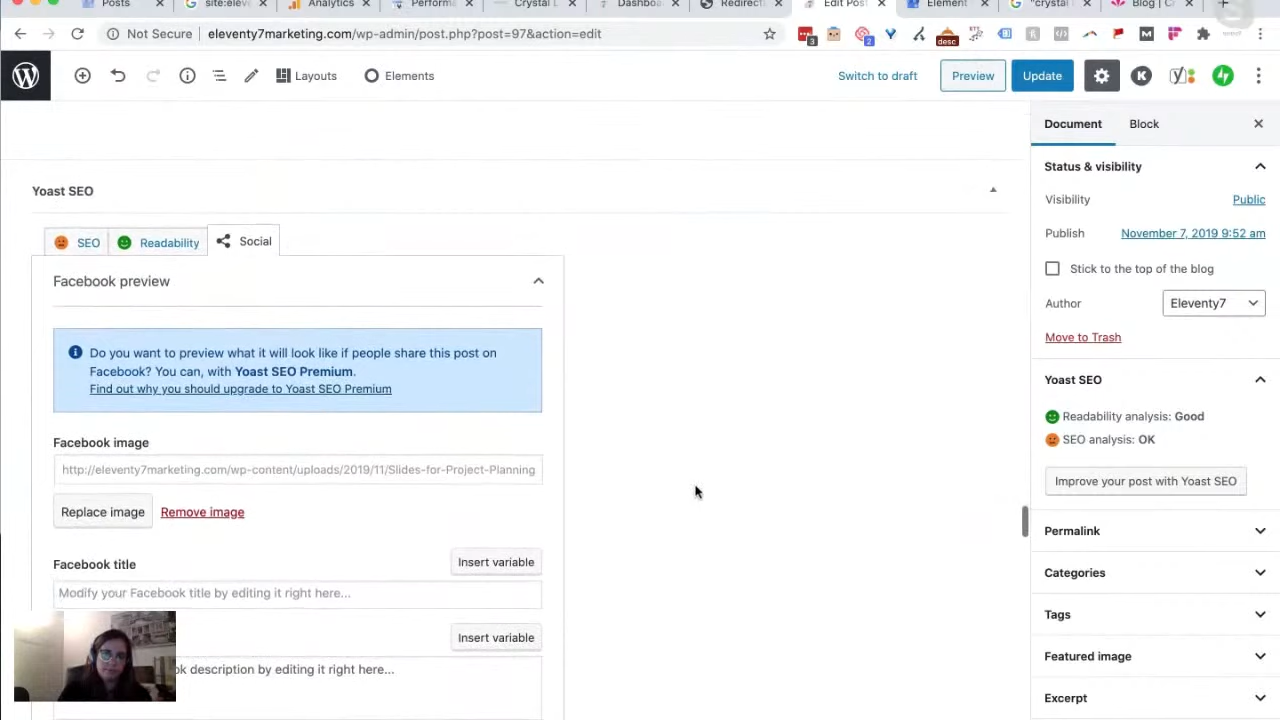 Posts
site:eleve
Analytics
Performa
Crystal L
Dashboa
Redirecti
Edit Post
Element
"crystal
Blog | Cr
Not Secure
eleventy7marketing.com/wp-admin/post.php?post=97&action=edit
3
2
desc
Layouts
Elements
Switch to draft
Preview
Update
Document
Block
Status & visibility
Visibility
Public
Publish
November 7, 2019 9:52 am
Stick to the top of the blog
Author
Eleventy7
Move to Trash
Yoast SEO
Readability analysis: Good
SEO analysis: OK
Improve your post with Yoast SEO
Permalink
Categories
Tags
Featured image
Excerpt
Yoast SEO
SEO
Readability
Social
Facebook preview
Do you want to preview what it will look like if people share this post on
Facebook? You can, with Yoast SEO Premium.
Find out why you should upgrade to Yoast SEO Premium
Facebook image
http://eleventy7marketing.com/wp-content/uploads/2019/11/Slides-for-Project-Planning
Replace image
Remove image
Facebook title
Insert variable
Modify your Facebook title by editing it right here...
Insert variable
ok description by editing it right here...